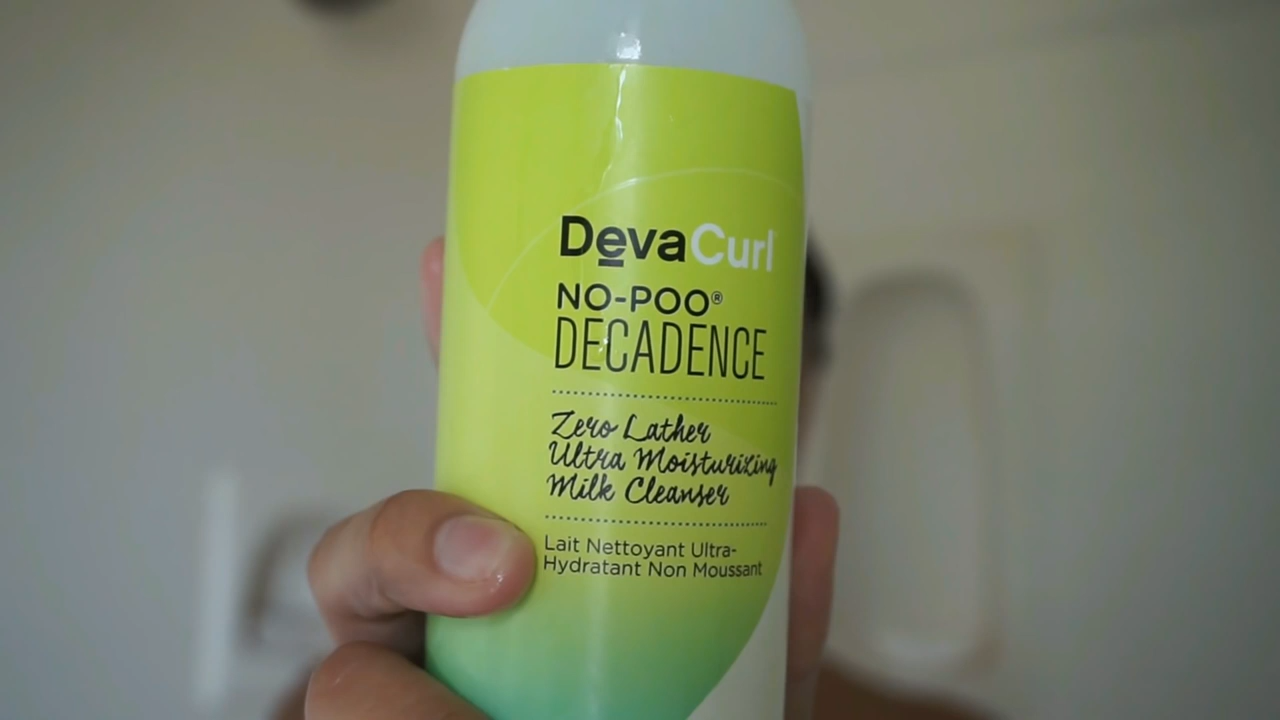 DevaCurl
NO-POO®
DECADENCE
Zero Lather
Ultra Moisturizing
Milk Cleanser
Lait Nettoyant Ultra-
Hydratant Non Moussant